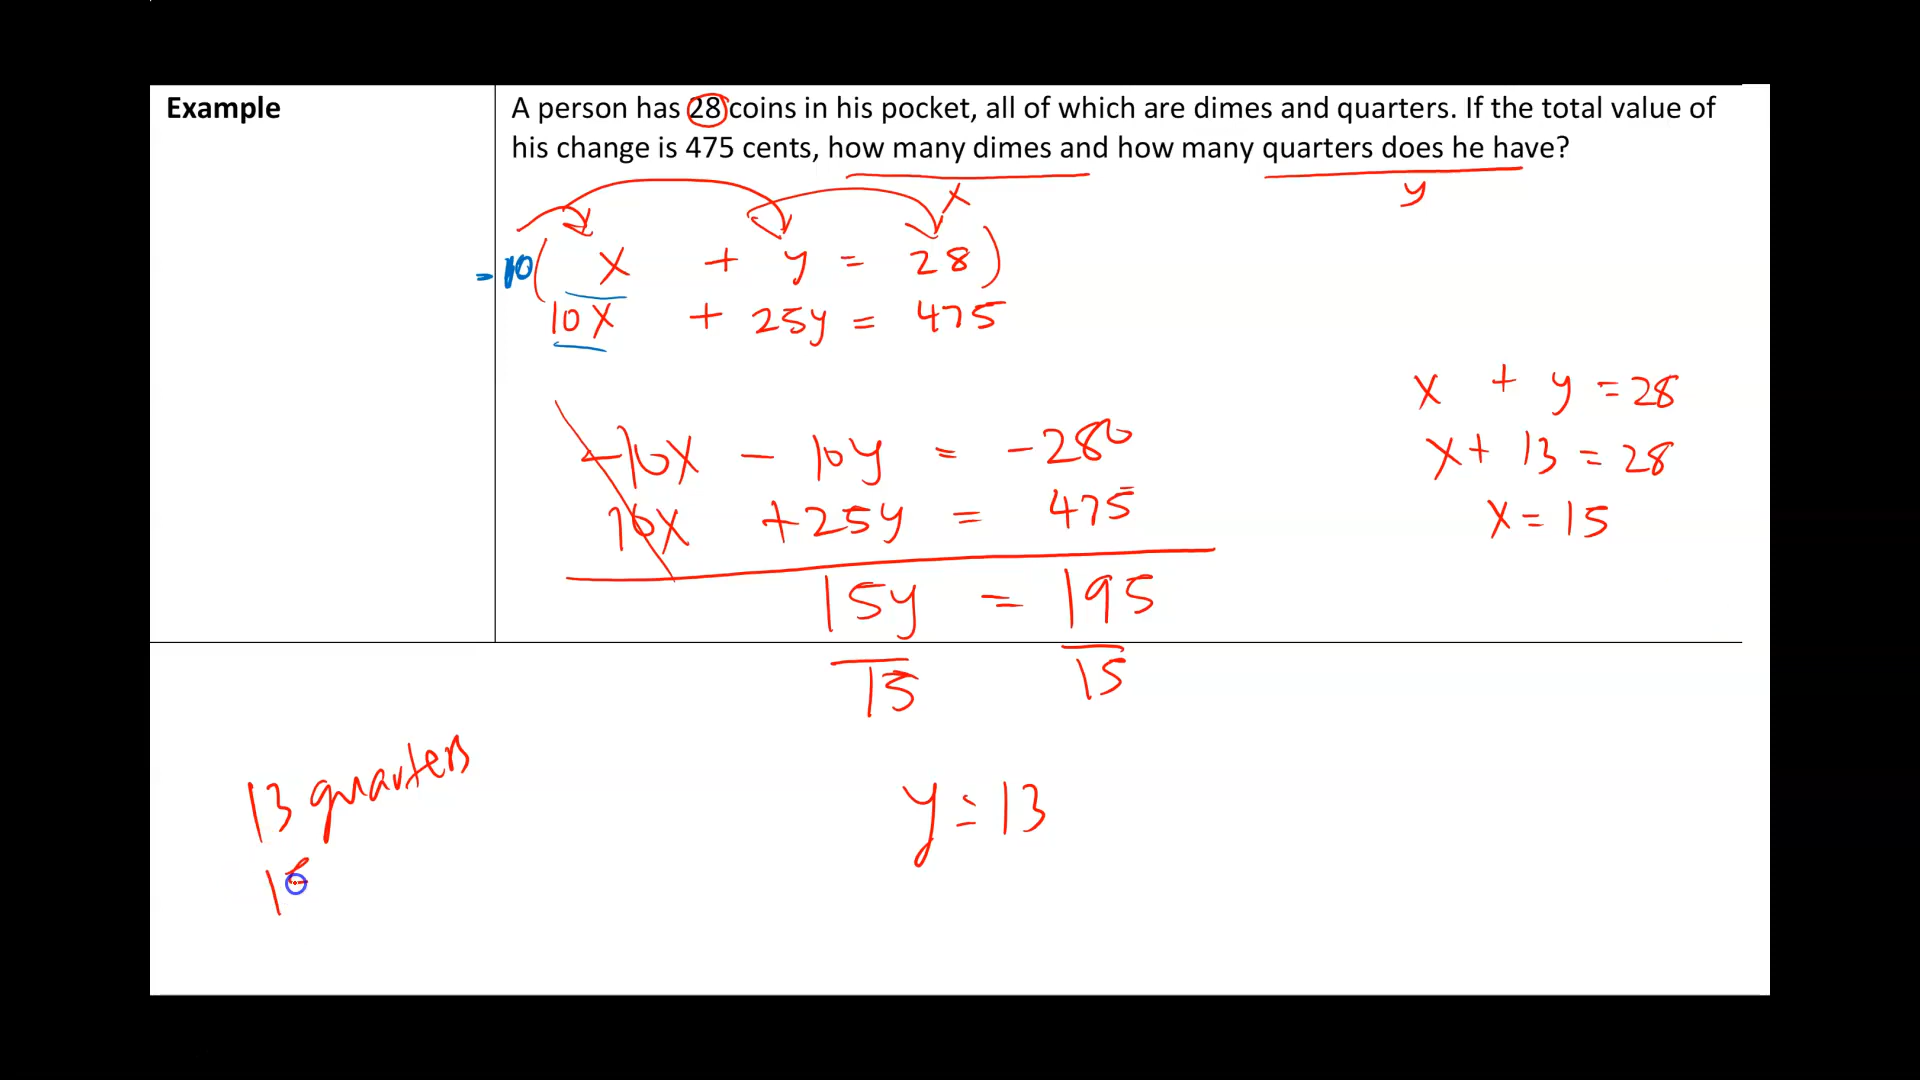 Example
A person has 28 coins in his pocket, all of which are dimes and quarters. If the total value of
his change is 475 cents, how many dimes and how many quarters does he have?
x
y
-10( x + y = 28 )
10x + 25y = 475
-10x - 10y = -280
10x + 25y = 475
15y = 195
15 15
y = 13
x + y = 28
x + 13 = 28
x = 15
13 quarters
15